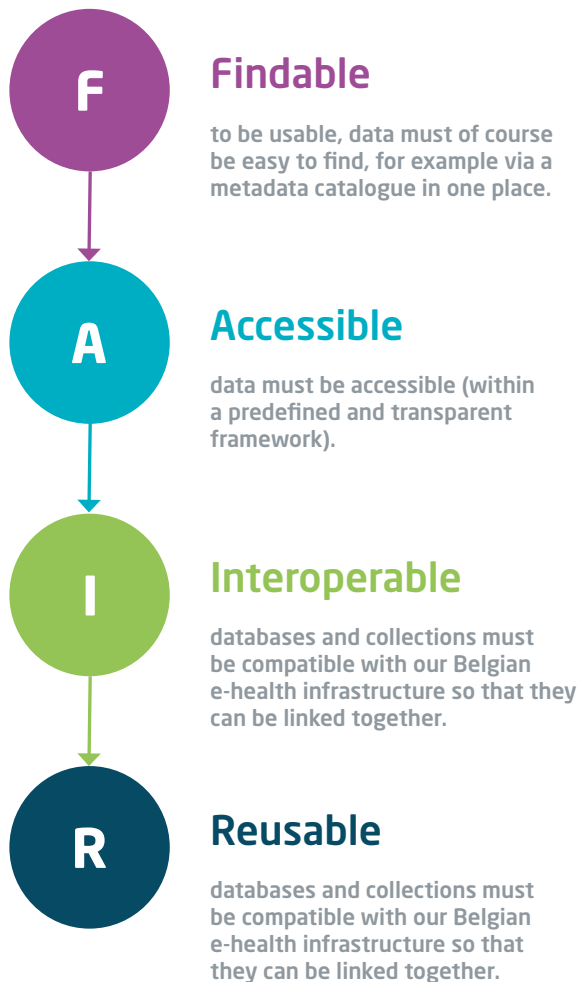 F
Findable
to be usable, data must of course
be easy to find, for example via a
metadata catalogue in one place.
A
Accessible
data must be accessible (within
a predefined and transparent
framework).
I
Interoperable
databases and collections must
be compatible with our Belgian
e-health infrastructure so that they
can be linked together.
R
Reusable
databases and collections must
be compatible with our Belgian
e-health infrastructure so that
they can be linked together.